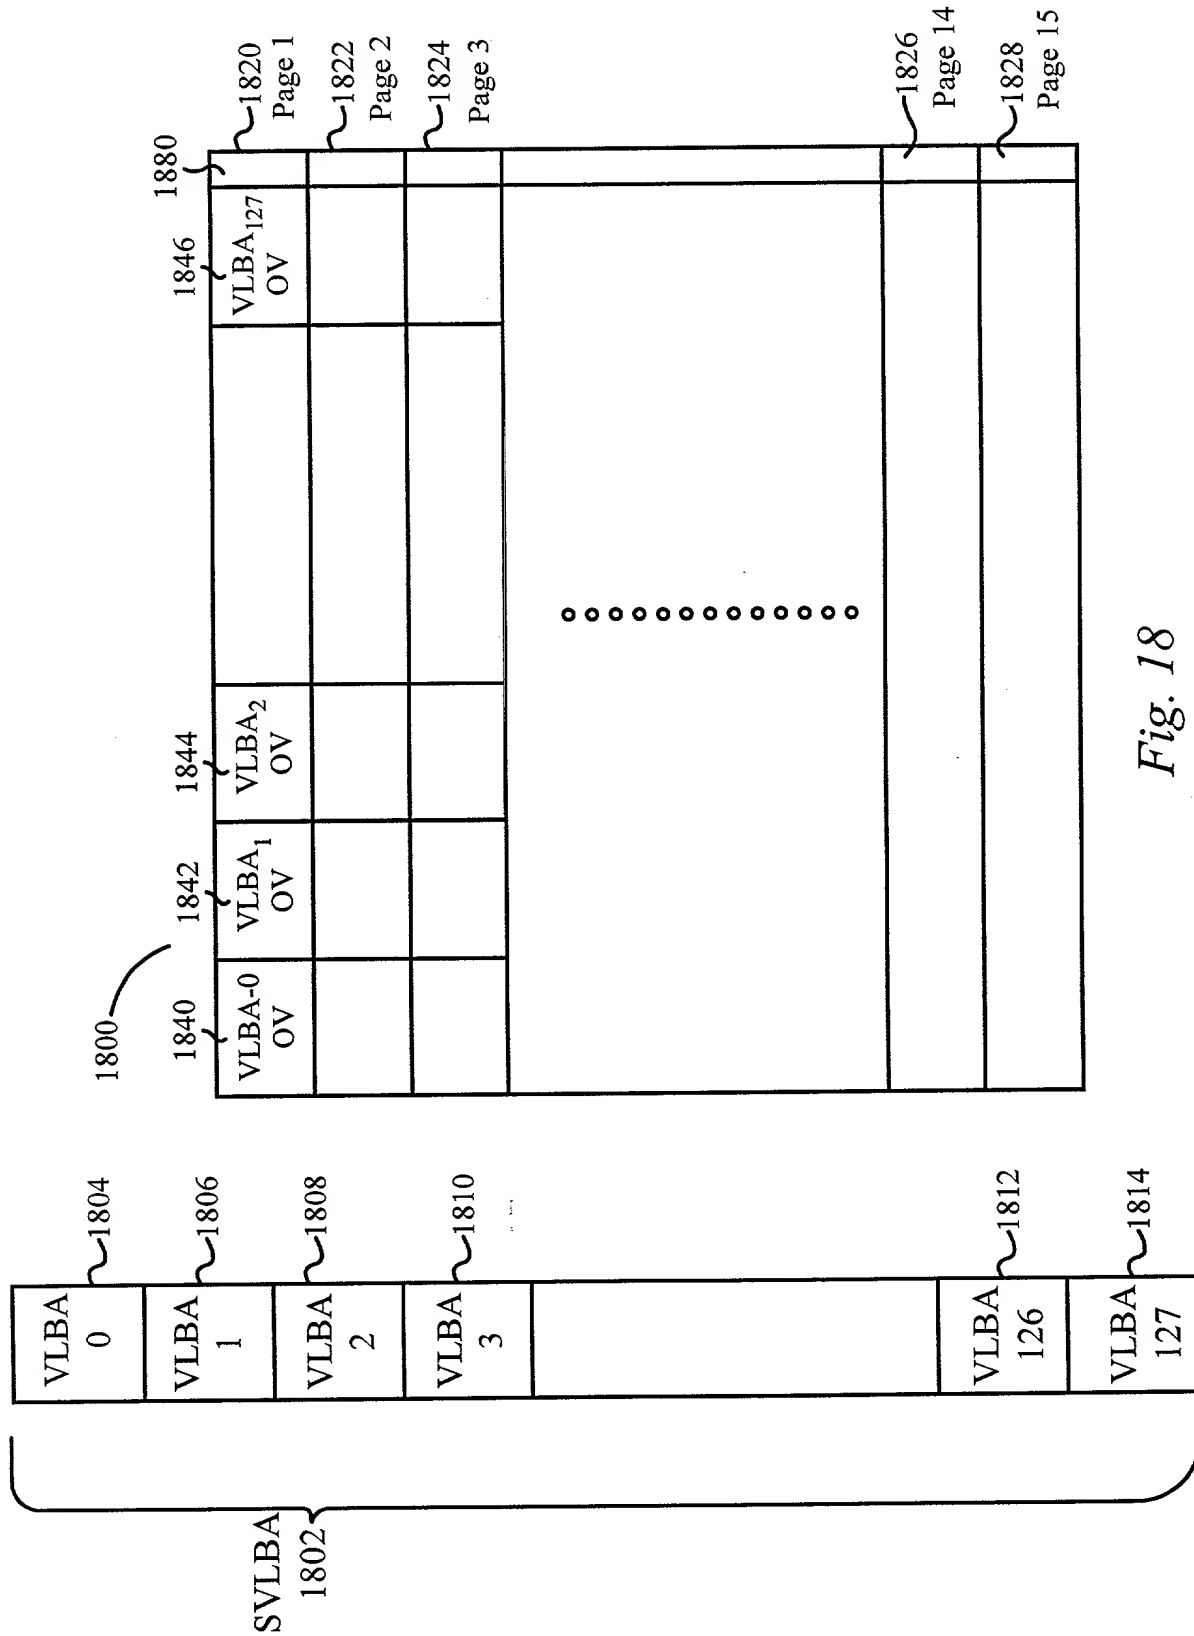 SVLBA
1802
VLBA
0
1804
VLBA
1
1806
VLBA
2
1808
VLBA
3
1810
VLBA
126
1812
VLBA
127
1814
1800
1840
1842
1844
1846
1880
VLBA-0
OV
VLBA1
OV
VLBA2
OV
VLBA127
OV
1820
Page 1
1822
Page 2
1824
Page 3
1826
Page 14
1828
Page 15
Fig. 18